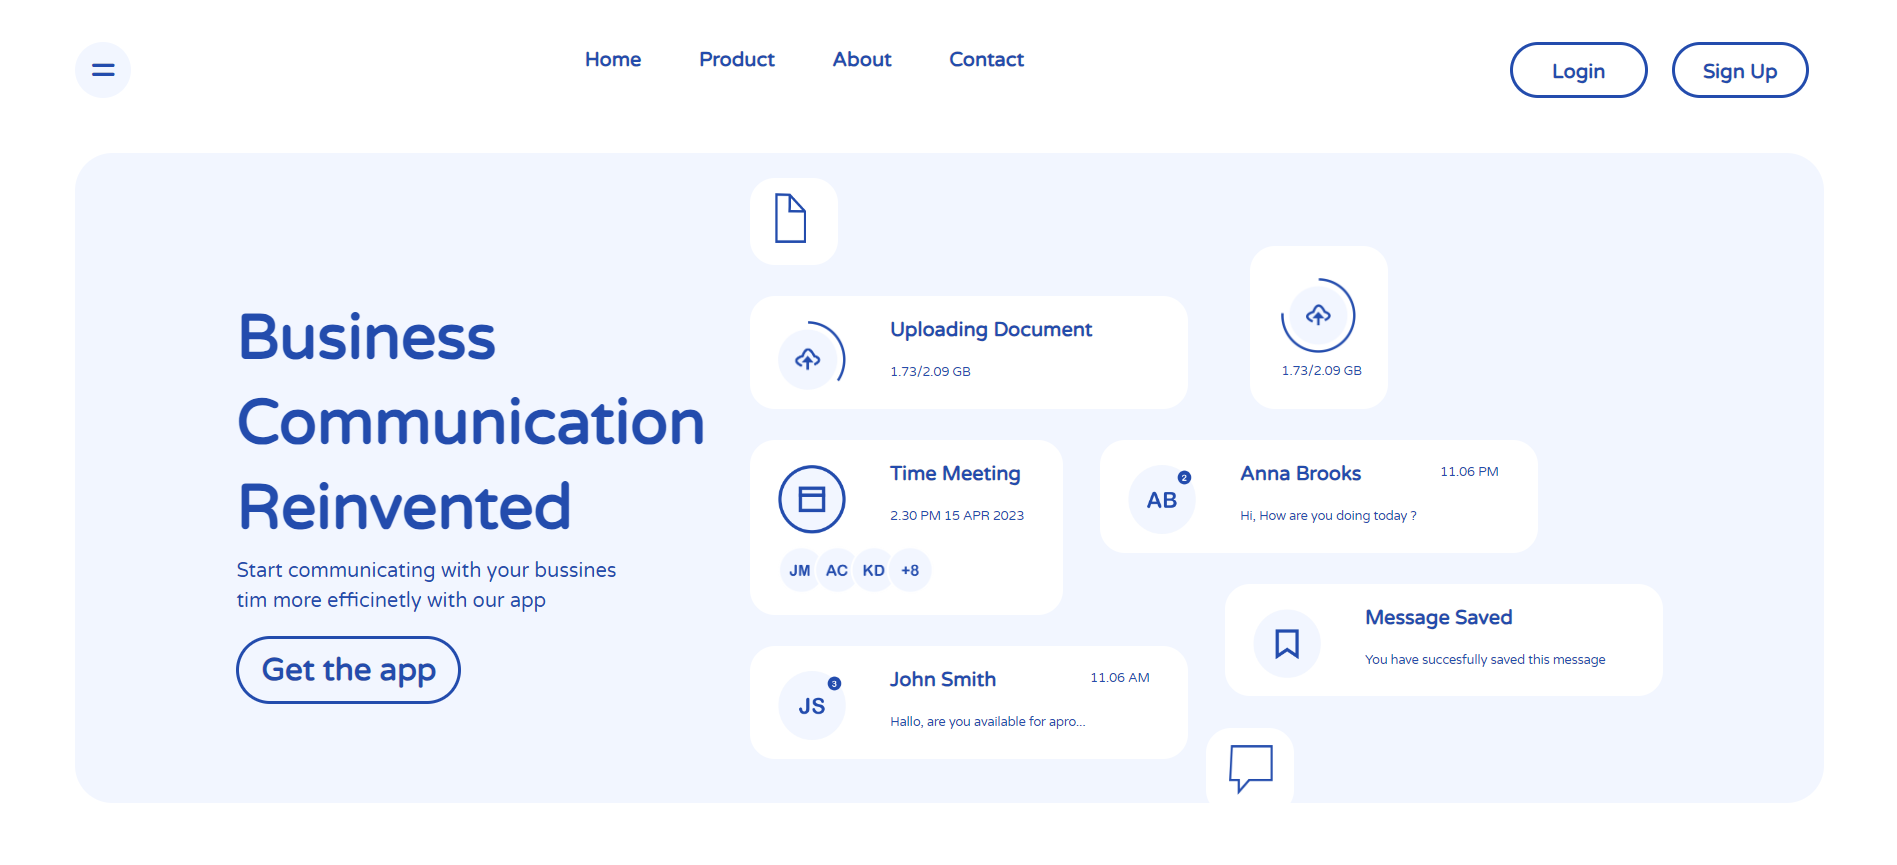 Home Product About Contact
Login Sign Up
Business
Communication
Reinvented
Start communicating with your bussines
tim more efficinetly with our app
Get the app
Uploading Document
1.73/2.09 GB
1.73/2.09 GB
Time Meeting
2.30 PM 15 APR 2023
JM AC KD +8
AB 2
Anna Brooks 11.06 PM
Hi, How are you doing today ?
Message Saved
You have succesfully saved this message
JS 3
John Smith 11.06 AM
Hallo, are you available for apro...